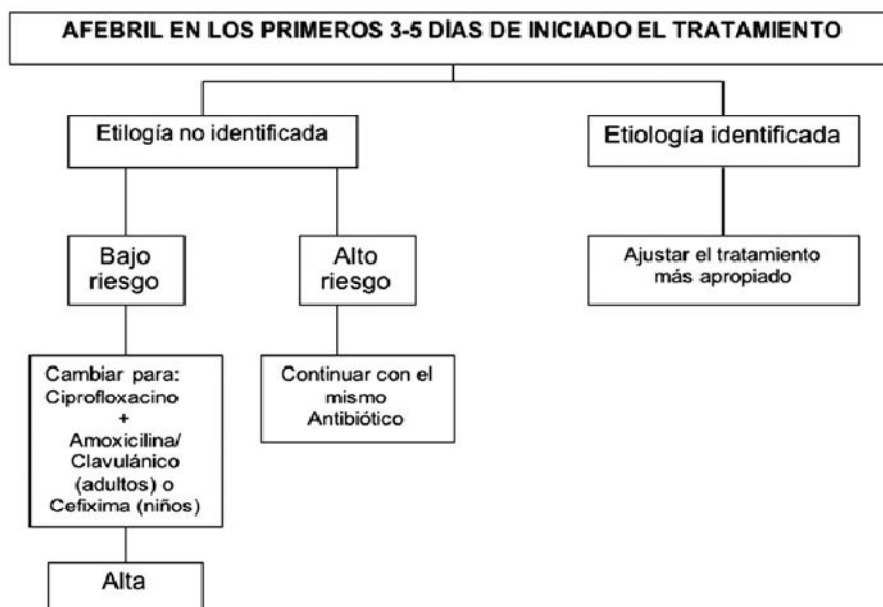 AFEBRIL EN LOS PRIMEROS 3-5 DÍAS DE INICIADO EL TRATAMIENTO
Etilogía no identificada
Etiología identificada
Bajo
riesgo
Alto
riesgo
Ajustar el tratamiento
más apropiado
Cambiar para:
Ciprofloxacino
+
Amoxicilina/
Clavulánico
(adultos) o
Cefixima (niños)
Continuar con el
mismo
Antibiótico
Alta